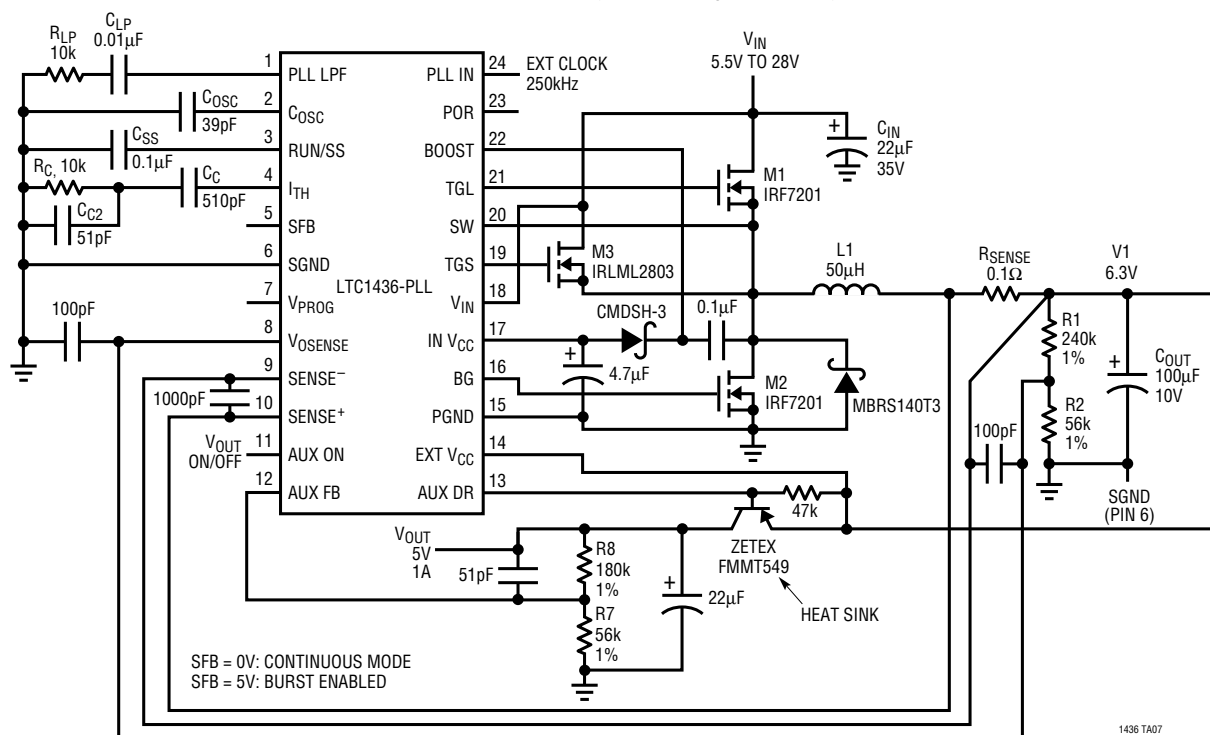 RLP
10k
CLP
0.01µF
COSC
39pF
CSS
0.1µF
RC, 10k
CC
510pF
CC2
51pF
100pF
1000pF
VOUT
ON/OFF
1
2
3
4
5
6
7
8
9
10
11
12
PLL LPF
COSC
RUN/SS
ITH
SFB
SGND
VPROG
VOSENSE
SENSE–
SENSE+
AUX ON
AUX FB
LTC1436-PLL
PLL IN
POR
BOOST
TGL
SW
TGS
VIN
IN VCC
BG
PGND
EXT VCC
AUX DR
24
23
22
21
20
19
18
17
16
15
14
13
EXT CLOCK
250kHz
VIN
5.5V TO 28V
+
CIN
22µF
35V
M1
IRF7201
M3
IRLML2803
L1
50µH
RSENSE
0.1Ω
V1
6.3V
CMDSH-3
0.1µF
+
4.7µF
M2
IRF7201
MBRS140T3
R1
240k
1%
R2
56k
1%
+
COUT
100µF
10V
100pF
SGND
(PIN 6)
47k
ZETEX
FMMT549
HEAT SINK
VOUT
5V
1A
51pF
R8
180k
1%
R7
56k
1%
+
22µF
SFB = 0V: CONTINUOUS MODE
SFB = 5V: BURST ENABLED
1436 TA07